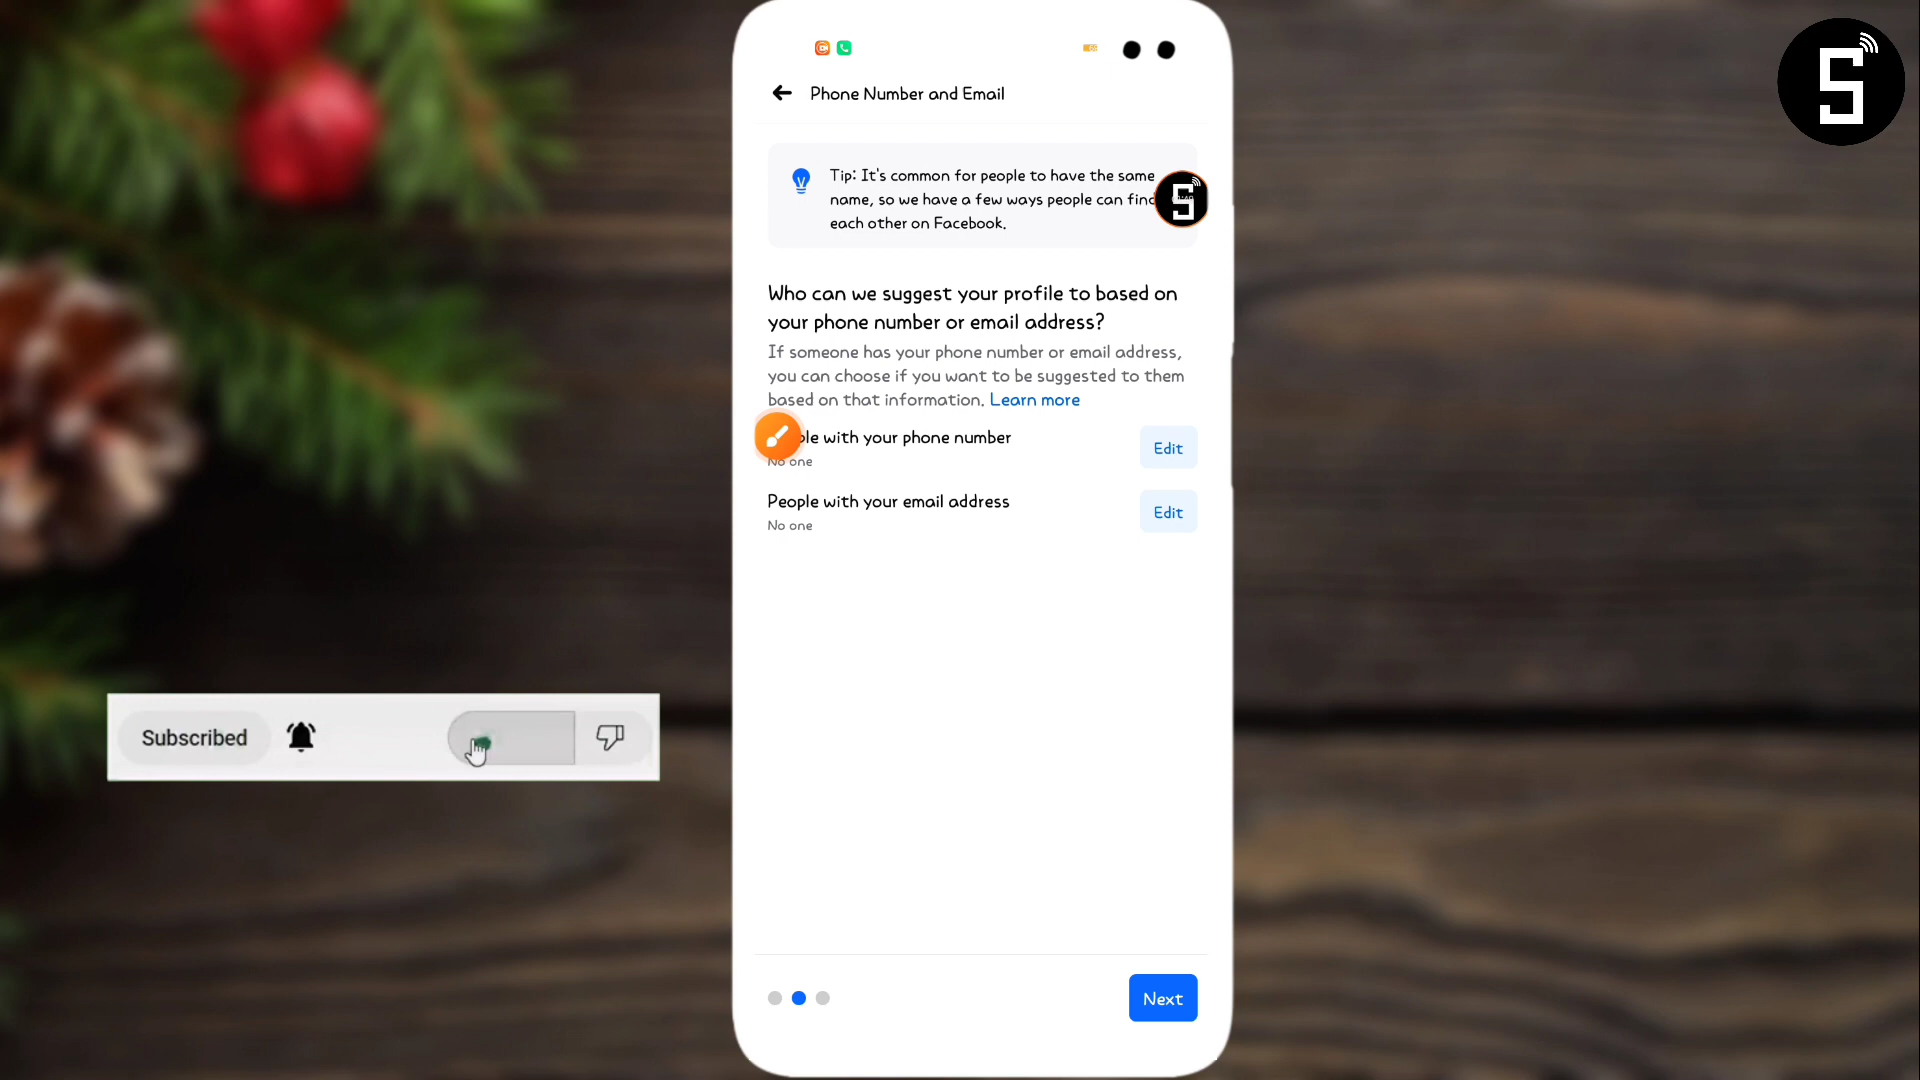 Phone Number and Email
Tip: It's common for people to have the same
name, so we have a few ways people can find
each other on Facebook.
Who can we suggest your profile to based on
your phone number or email address?
If someone has your phone number or email address,
you can choose if you want to be suggested to them
based on that information. Learn more
with your phone number
Edit
No one
People with your email address
Edit
No one
Subscribed
Next